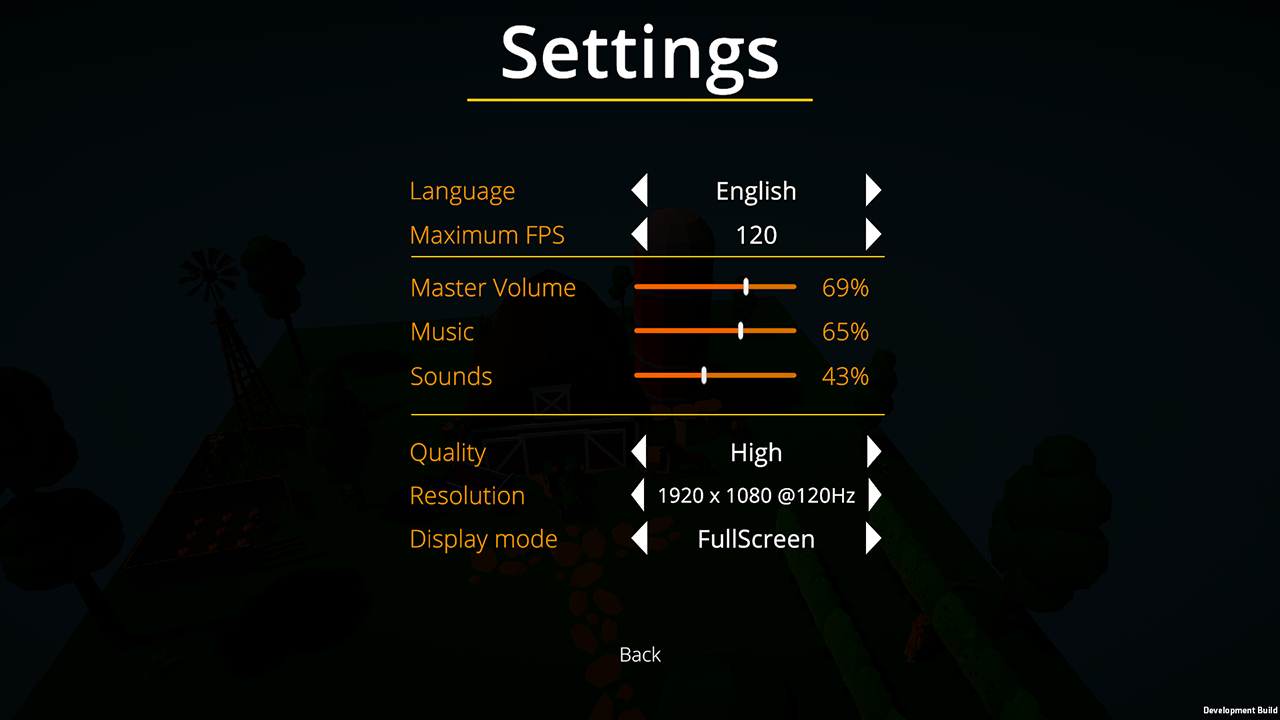 Settings
Language English
Maximum FPS 120
Master Volume 69%
Music 65%
Sounds 43%
Quality High
Resolution 1920 x 1080 @120Hz
Display mode FullScreen
Back
Development Build